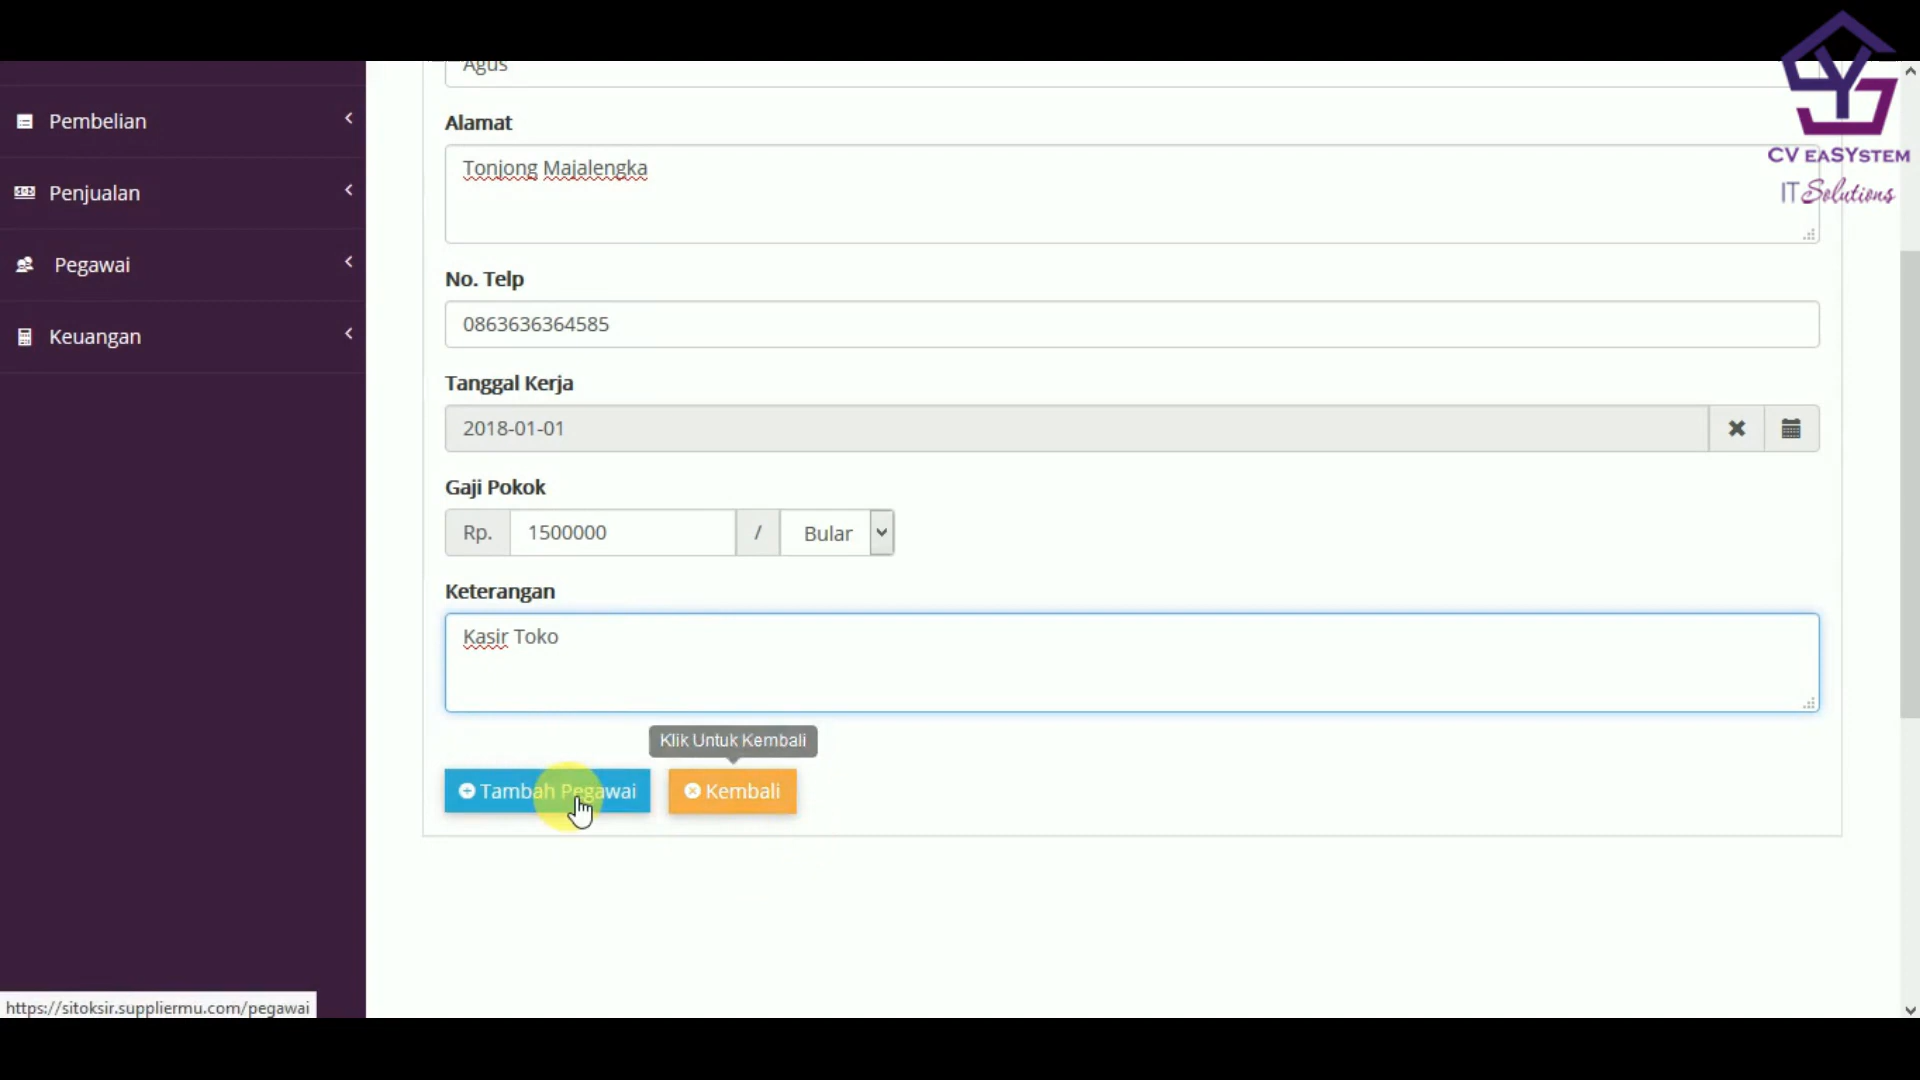 Agus
Pembelian
Penjualan
Pegawai
Keuangan
Alamat
Tonjong Majalengka
No. Telp
0863636364585
Tanggal Kerja
2018-01-01
Gaji Pokok
Rp. 1500000 / Bular
Keterangan
Kasir Toko
Klik Untuk Kembali
Tambah Pegawai
Kembali
https://sitoksir.suppliermu.com/pegawai
CV EASYSTEM
IT Solutions